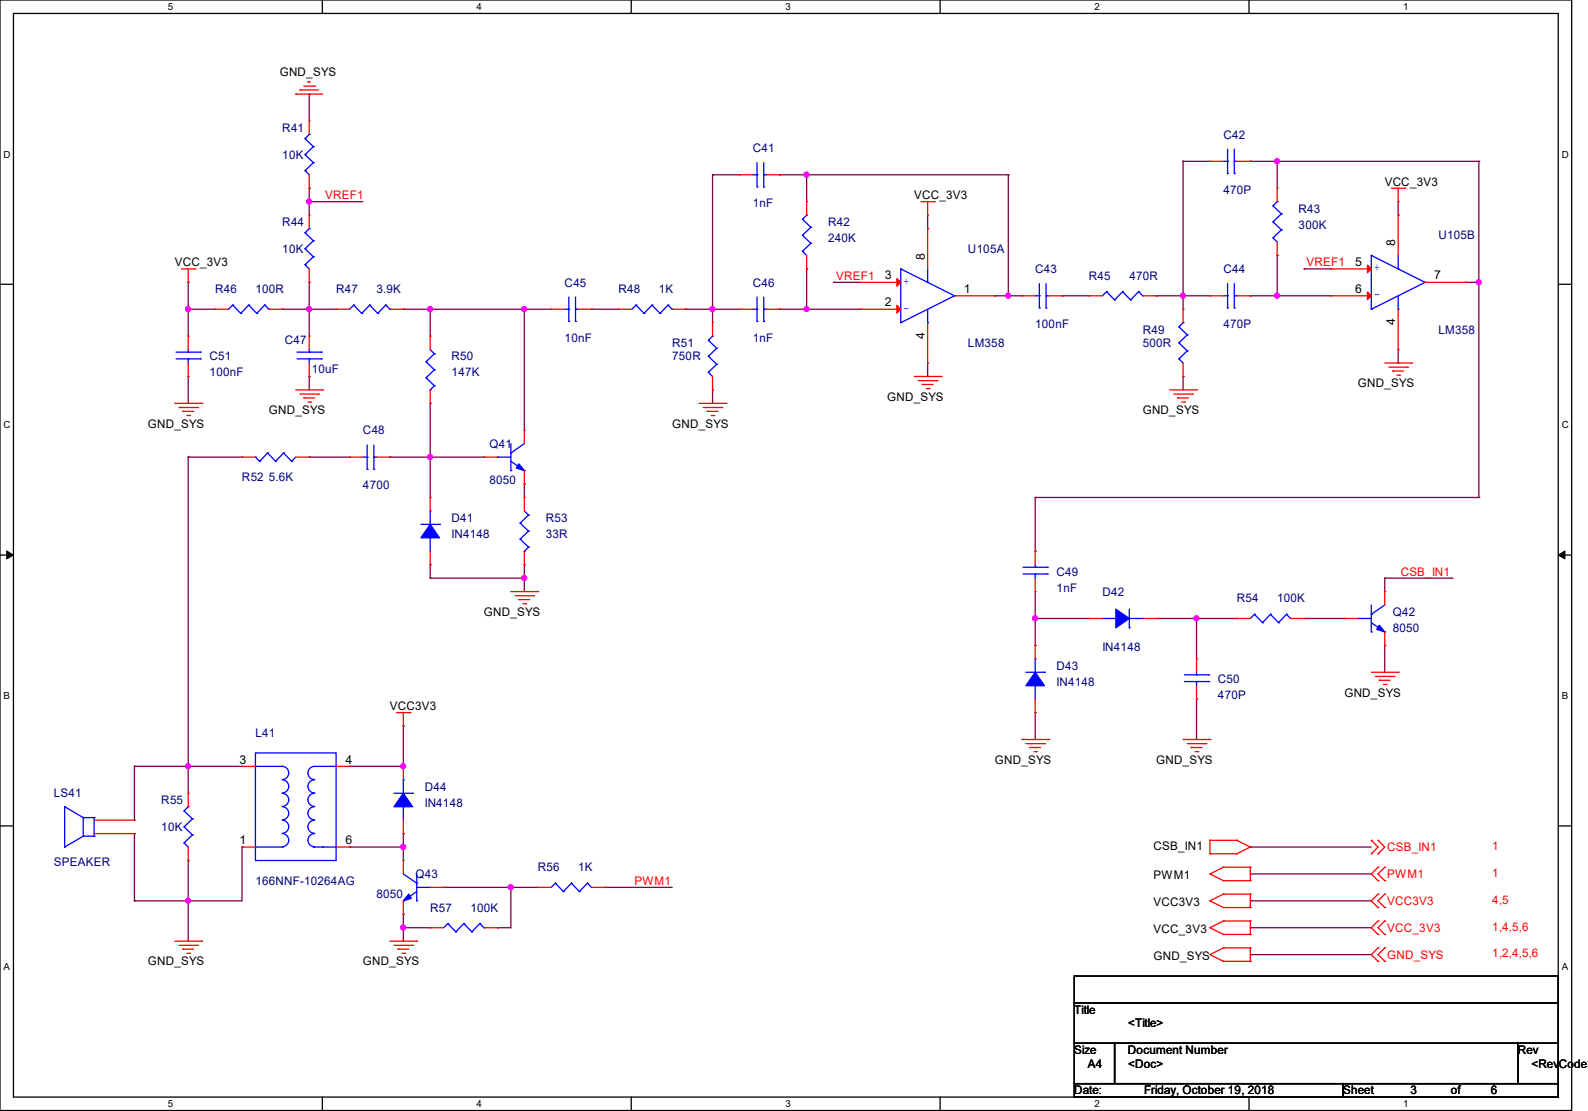 5 4 3 2 1
GND_SYS
R41
10K
VREF1
R44
10K
VCC_3V3
R46 100R
R47 3.9K
C51
100nF
GND_SYS
C47
10uF
GND_SYS
R50
147K
C45
10nF
R48 1K
C41
1nF
R42
240K
VCC_3V3
8
U105A
VREF1 3
+
2
-
1
4
LM358
GND_SYS
C46
1nF
R51
750R
GND_SYS
C43
100nF
R45 470R
C42
470P
R43
300K
VCC_3V3
8
U105B
VREF1 5
+
6
-
7
4
LM358
GND_SYS
C44
470P
R49
500R
GND_SYS
D D
C C
B B
A A
C48
4700
R52 5.6K
Q41
8050
D41
IN4148
R53
33R
GND_SYS
C49
1nF
D42
IN4148
R54 100K
CSB_IN1
Q42
8050
GND_SYS
D43
IN4148
GND_SYS
C50
470P
GND_SYS
VCC3V3
L41
3 4
1 6
166NNF-10264AG
LS41
SPEAKER
R55
10K
GND_SYS
D44
IN4148
Q43
8050
R56 1K
PWM1
R57 100K
GND_SYS
CSB_IN1 CSB_IN1 1
PWM1 PWM1 1
VCC3V3 VCC3V3 4,5
VCC_3V3 VCC_3V3 1,4,5,6
GND_SYS GND_SYS 1,2,4,5,6
Title
<Title>
Size Document Number Rev
A4 <Doc> <RevCode
Date: Friday, October 19, 2018 Sheet 3 of 6
5 4 3 2 1